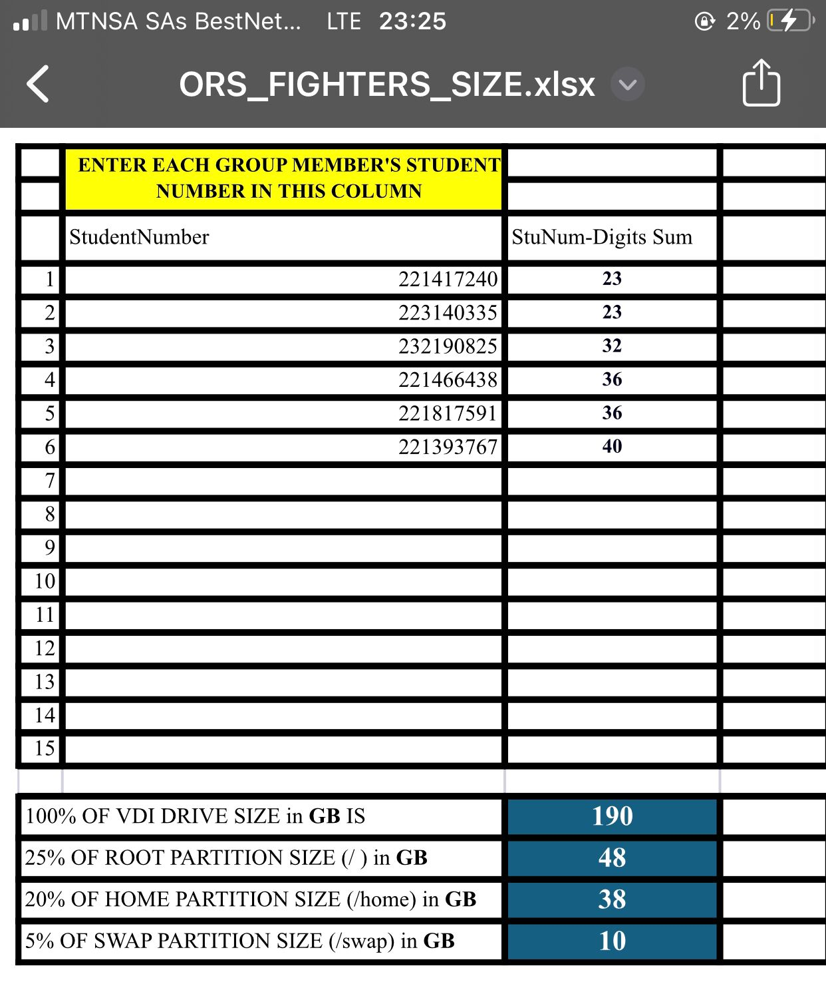 MTNSA SAs BestNet... LTE 23:25 2%
ORS_FIGHTERS_SIZE.xlsx
ENTER EACH GROUP MEMBER'S STUDENT
NUMBER IN THIS COLUMN
StudentNumber StuNum-Digits Sum
1 221417240 23
2 223140335 23
3 232190825 32
4 221466438 36
5 221817591 36
6 221393767 40
7
8
9
10
11
12
13
14
15
100% OF VDI DRIVE SIZE in GB IS 190
25% OF ROOT PARTITION SIZE (/ ) in GB 48
20% OF HOME PARTITION SIZE (/home) in GB 38
5% OF SWAP PARTITION SIZE (/swap) in GB 10